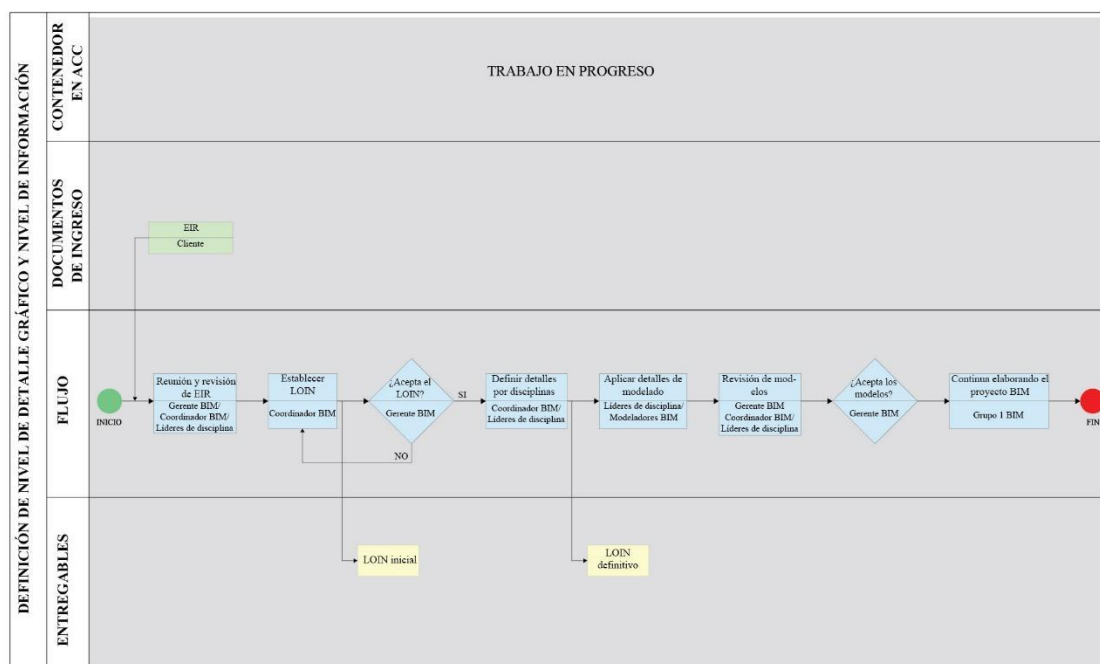 DEFINICIÓN DE NIVEL DE DETALLE GRÁFICO Y NIVEL DE INFORMACIÓN
CONTENEDOR
EN ACC
TRABAJO EN PROGRESO
DOCUMENTOS
DE INGRESO
EIR
Cliente
FLUJO
INICIO
Reunión y revisión
de EIR
Gerente BIM/
Coordinador BIM/
Líderes de disciplina
Establecer
LOIN
Coordinador BIM
¿Acepta el
LOIN?
Gerente BIM
SI
NO
Definir detalles
por disciplinas
Coordinador BIM/
Líderes de disciplina
Aplicar detalles
de modelado
Líderes de disciplina/
Modeladores BIM
Revisión de mod-
elos
Gerente BIM
Coordinador BIM/
Líderes de disciplina
¿Acepta los
modelos?
Gerente BIM
Continua elaborando el
proyecto BIM
Grupo 1 BIM
FIN
ENTREGABLES
LOIN inicial
LOIN
definitivo